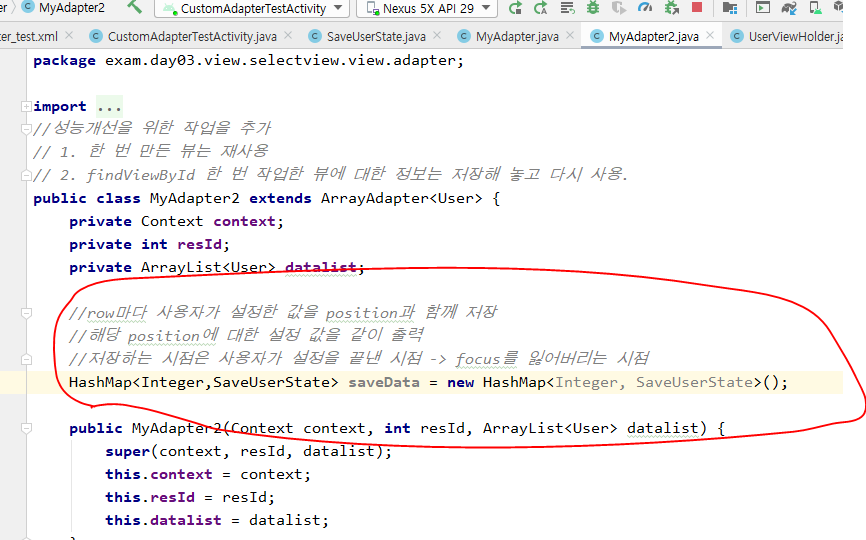 MyAdapter2
CustomAdapterTestActivity
Nexus 5X API 29
er_test.xml
CustomAdapterTestActivity.java
SaveUserState.java
MyAdapter.java
MyAdapter2.java
UserViewHolder.ja
package exam.day03.view.selectview.view.adapter;
import ...
//성능개선을 위한 작업을 추가
// 1. 한 번 만든 뷰는 재사용
// 2. findViewById 한 번 작업한 뷰에 대한 정보는 저장해 놓고 다시 사용.
public class MyAdapter2 extends ArrayAdapter<User> {
private Context context;
private int resId;
private ArrayList<User> datalist;
//row마다 사용자가 설정한 값을 position과 함께 저장
//해당 position에 대한 설정 값을 같이 출력
//저장하는 시점은 사용자가 설정을 끝낸 시점 -> focus를 잃어버리는 시점
HashMap<Integer,SaveUserState> saveData = new HashMap<Integer, SaveUserState>();
public MyAdapter2(Context context, int resId, ArrayList<User> datalist) {
super(context, resId, datalist);
this.context = context;
this.resId = resId;
this.datalist = datalist;